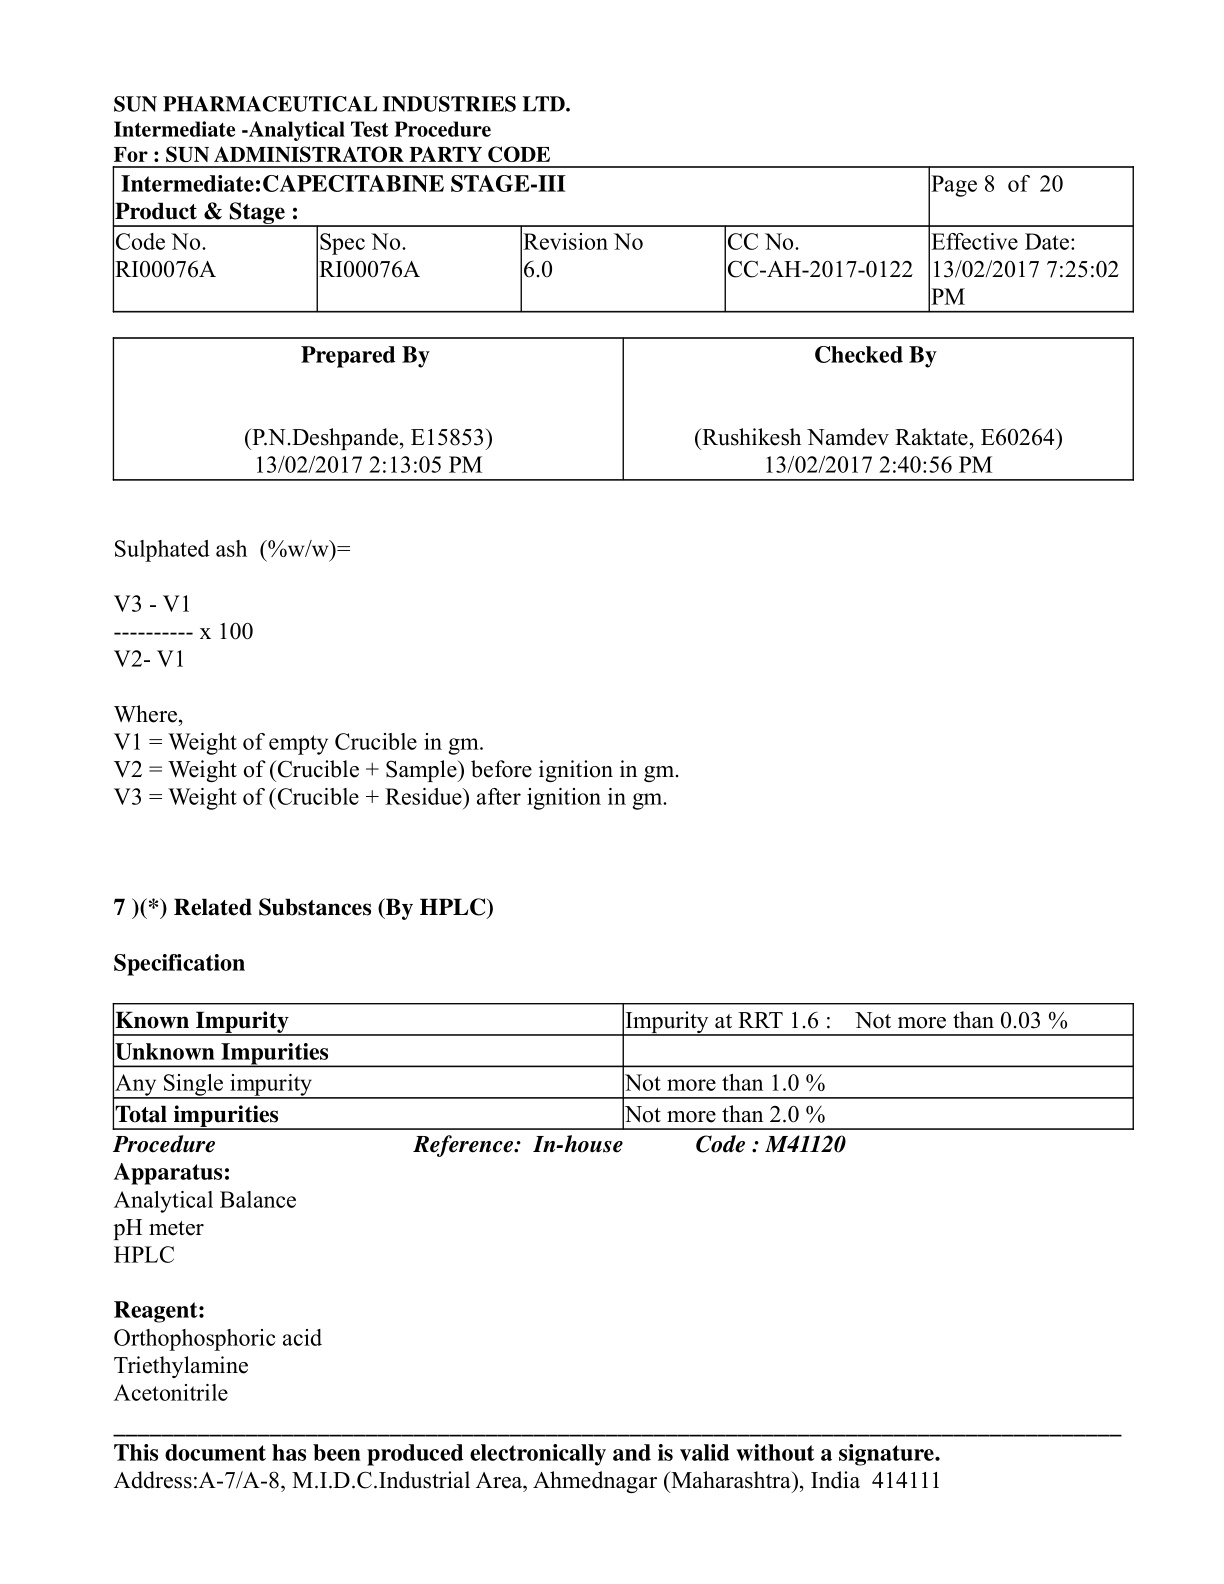 SUN PHARMACEUTICAL INDUSTRIES LTD.
Intermediate -Analytical Test Procedure
For : SUN ADMINISTRATOR PARTY CODE
Intermediate:CAPECITABINE STAGE-III
Product & Stage :
Page 8 of 20
Code No.
RI00076A
Spec No.
RI00076A
Revision No
6.0
CC No.
CC-AH-2017-0122
Effective Date:
13/02/2017 7:25:02
PM
Prepared By
(P.N.Deshpande, E15853)
13/02/2017 2:13:05 PM
Checked By
(Rushikesh Namdev Raktate, E60264)
13/02/2017 2:40:56 PM
Sulphated ash (%w/w)=
V3 - V1
---------- x 100
V2- V1
Where,
V1 = Weight of empty Crucible in gm.
V2 = Weight of (Crucible + Sample) before ignition in gm.
V3 = Weight of (Crucible + Residue) after ignition in gm.
7 )(*) Related Substances (By HPLC)
Specification
Known Impurity Impurity at RRT 1.6 : Not more than 0.03 %
Unknown Impurities
Any Single impurity Not more than 1.0 %
Total impurities Not more than 2.0 %
Procedure Reference: In-house Code : M41120
Apparatus:
Analytical Balance
pH meter
HPLC
Reagent:
Orthophosphoric acid
Triethylamine
Acetonitrile
This document has been produced electronically and is valid without a signature.
Address:A-7/A-8, M.I.D.C.Industrial Area, Ahmednagar (Maharashtra), India 414111